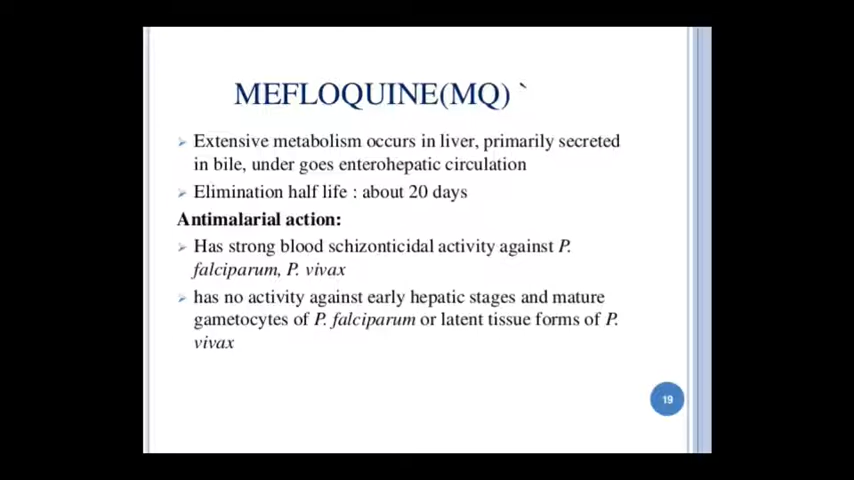 MEFLOQUINE(MQ) `
➢ Extensive metabolism occurs in liver, primarily secreted
in bile, under goes enterohepatic circulation
➢ Elimination half life : about 20 days
Antimalarial action:
➢ Has strong blood schizonticidal activity against P.
falciparum, P. vivax
➢ has no activity against early hepatic stages and mature
gametocytes of P. falciparum or latent tissue forms of P.
vivax
19